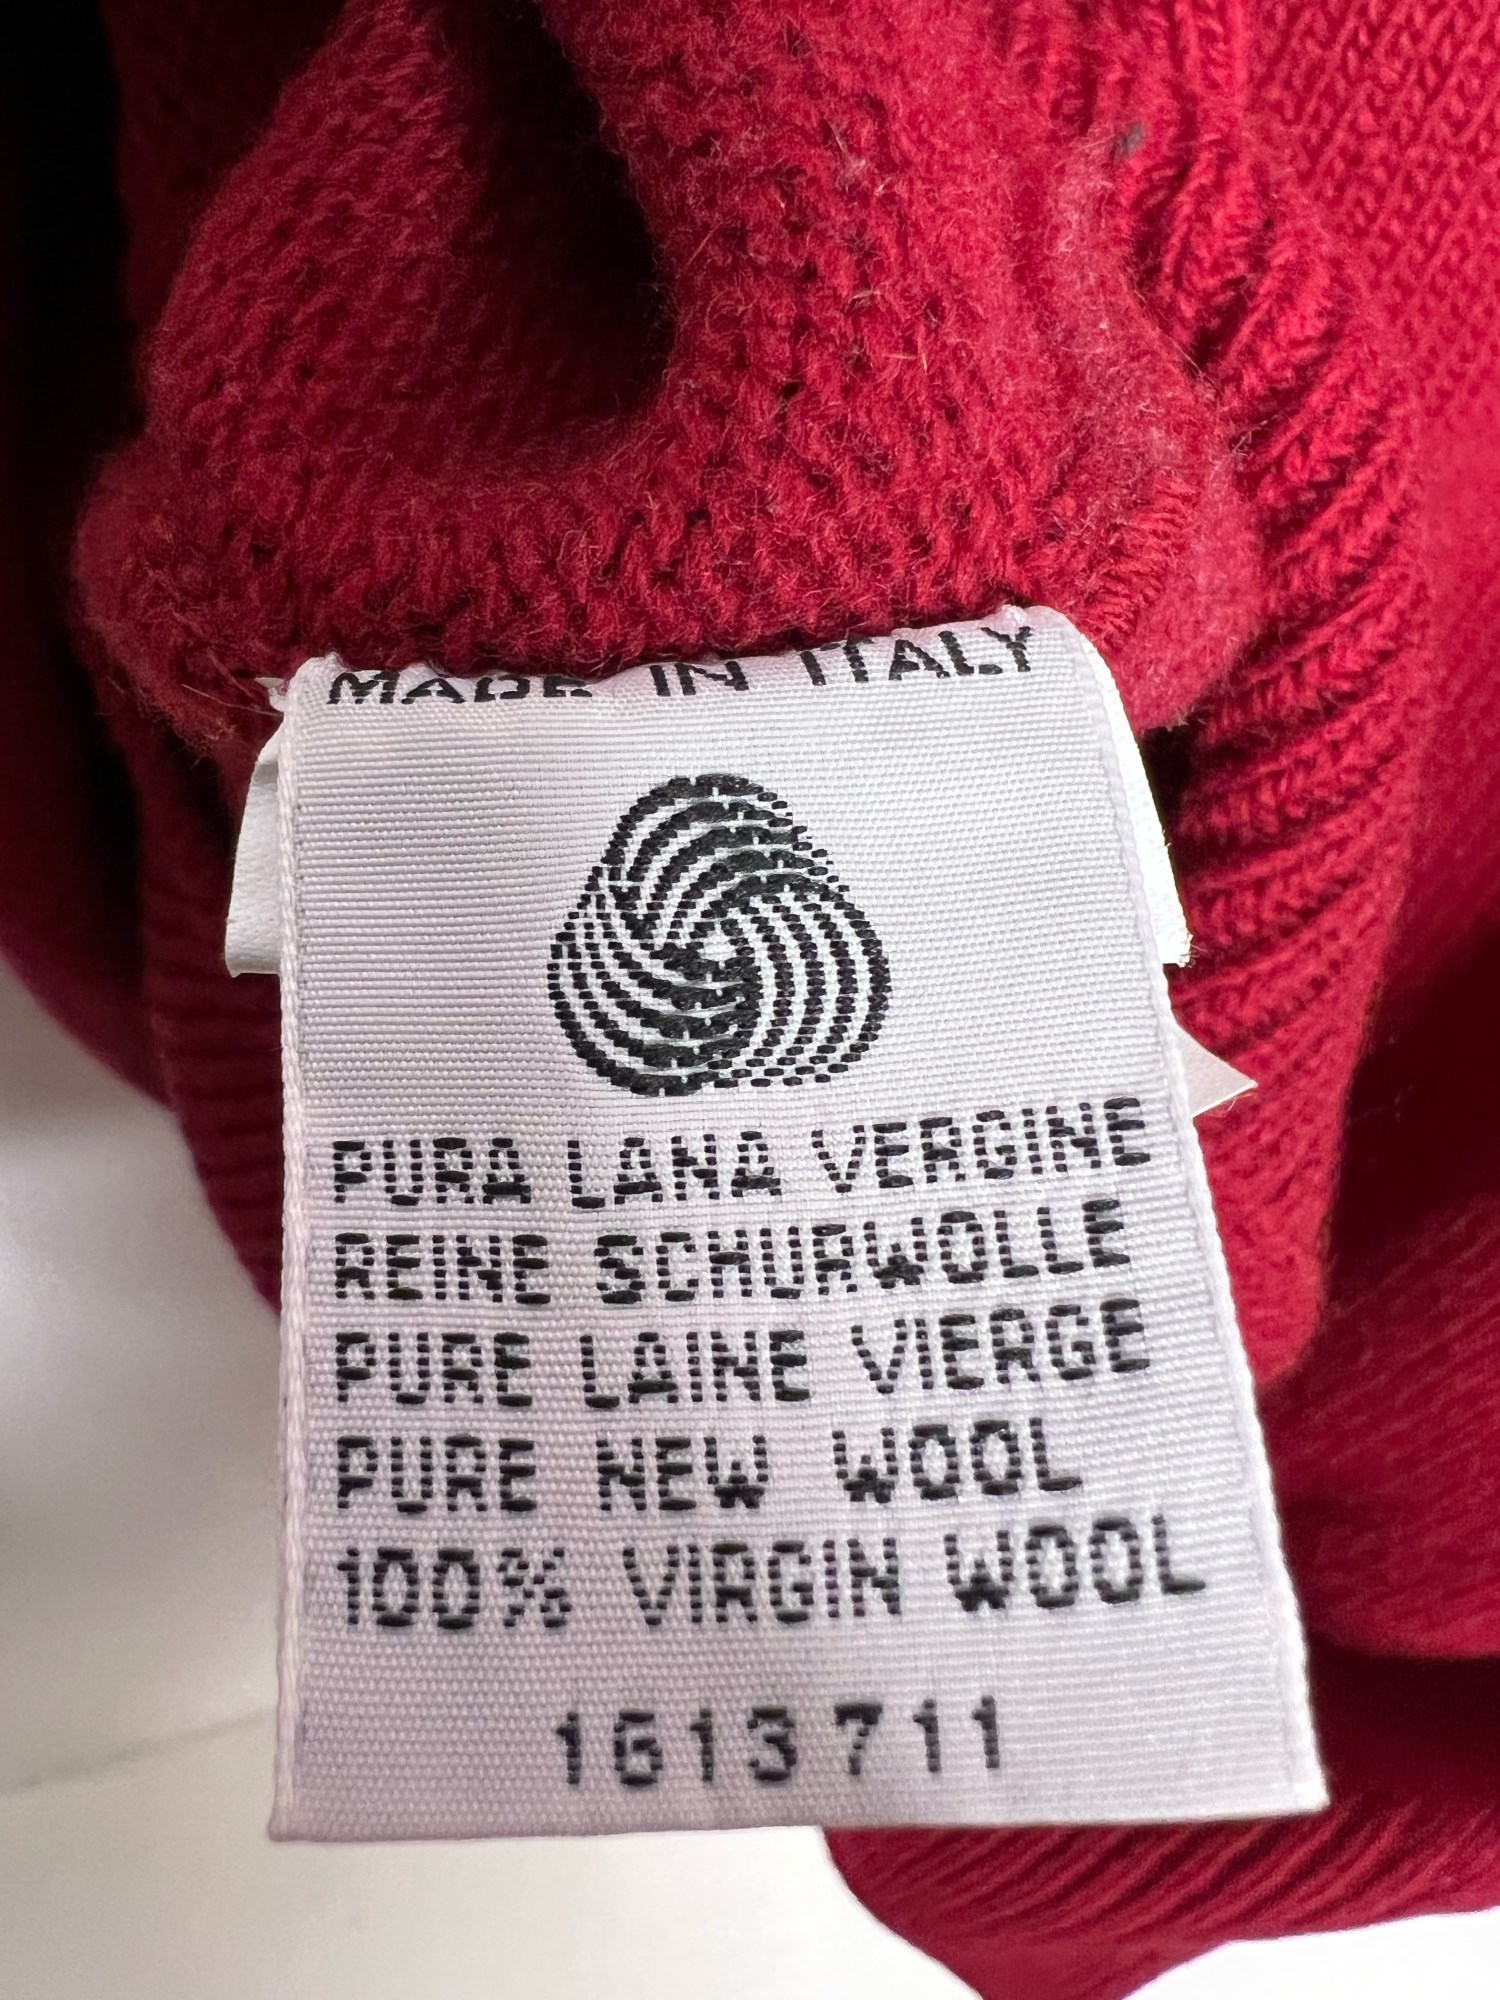 MADE IN ITALY
PURA LANA VERGINE
REINE SCHURWOLLE
PURE LAINE VIERGE
PURE NEW WOOL
100% VIRGIN WOOL
1613711